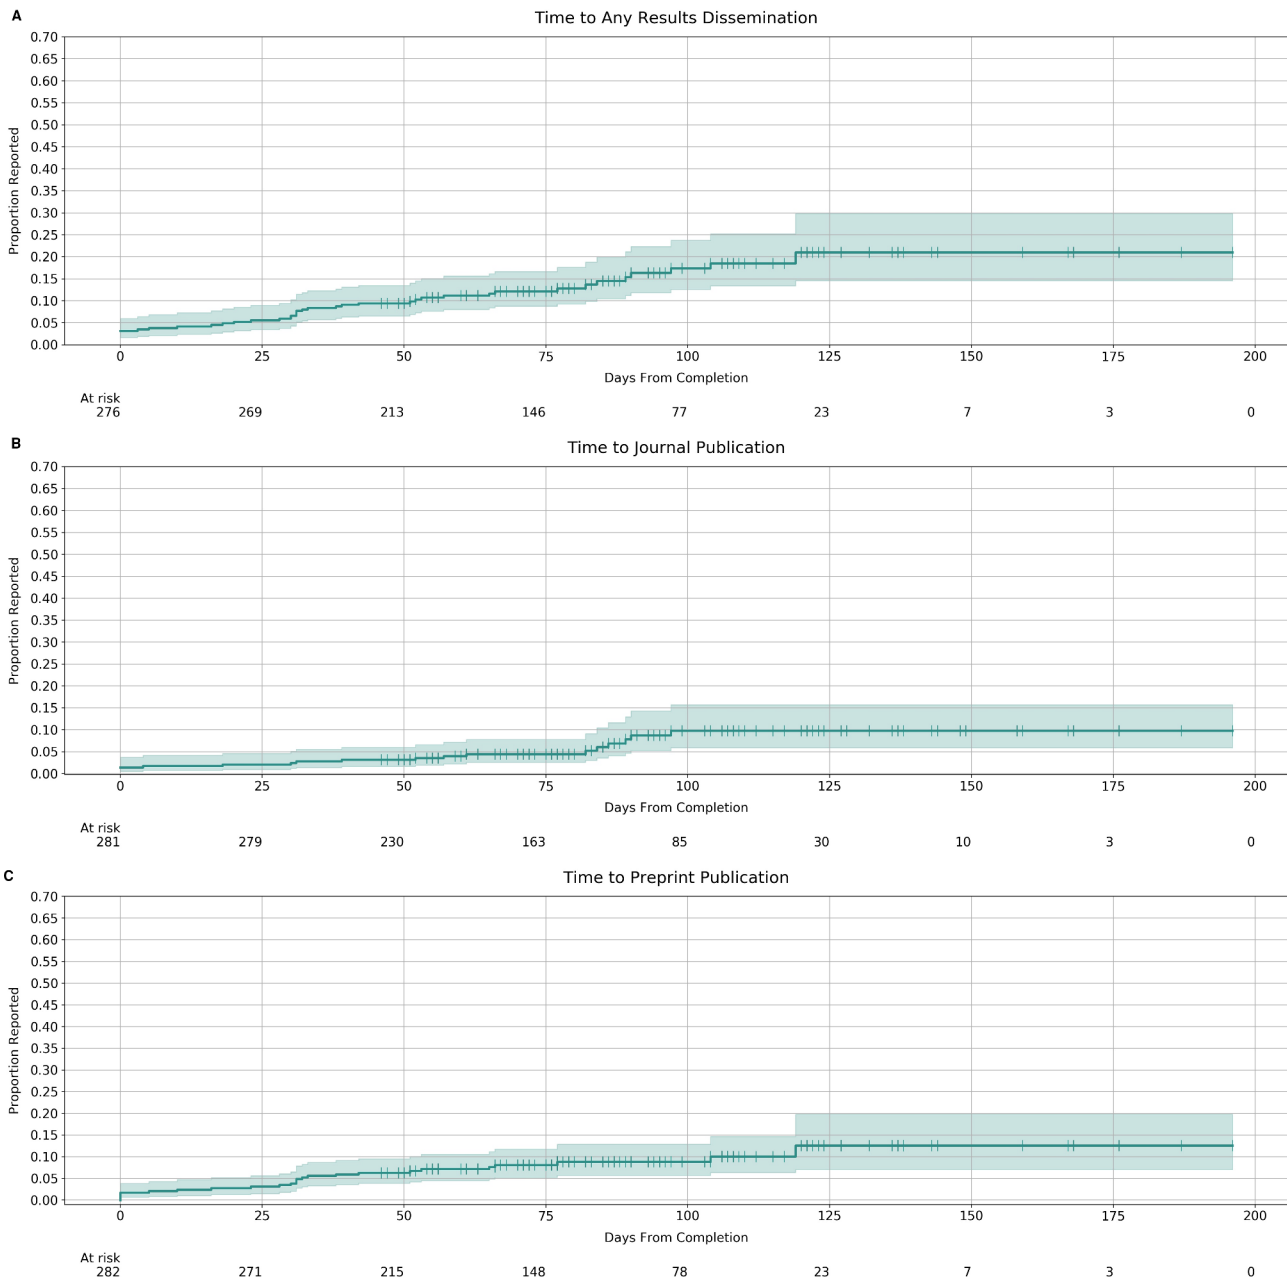 A
Time to Any Results Dissemination
Proportion Reported
0.70
0.65
0.60
0.55
0.50
0.45
0.40
0.35
0.30
0.25
0.20
0.15
0.10
0.05
0.00
0 25 50 75 100 125 150 175 200
Days From Completion
At risk
276 269 213 146 77 23 7 3 0
B
Time to Journal Publication
Proportion Reported
0.70
0.65
0.60
0.55
0.50
0.45
0.40
0.35
0.30
0.25
0.20
0.15
0.10
0.05
0.00
0 25 50 75 100 125 150 175 200
Days From Completion
At risk
281 279 230 163 85 30 10 3 0
C
Time to Preprint Publication
Proportion Reported
0.70
0.65
0.60
0.55
0.50
0.45
0.40
0.35
0.30
0.25
0.20
0.15
0.10
0.05
0.00
0 25 50 75 100 125 150 175 200
Days From Completion
At risk
282 271 215 148 78 23 7 3 0